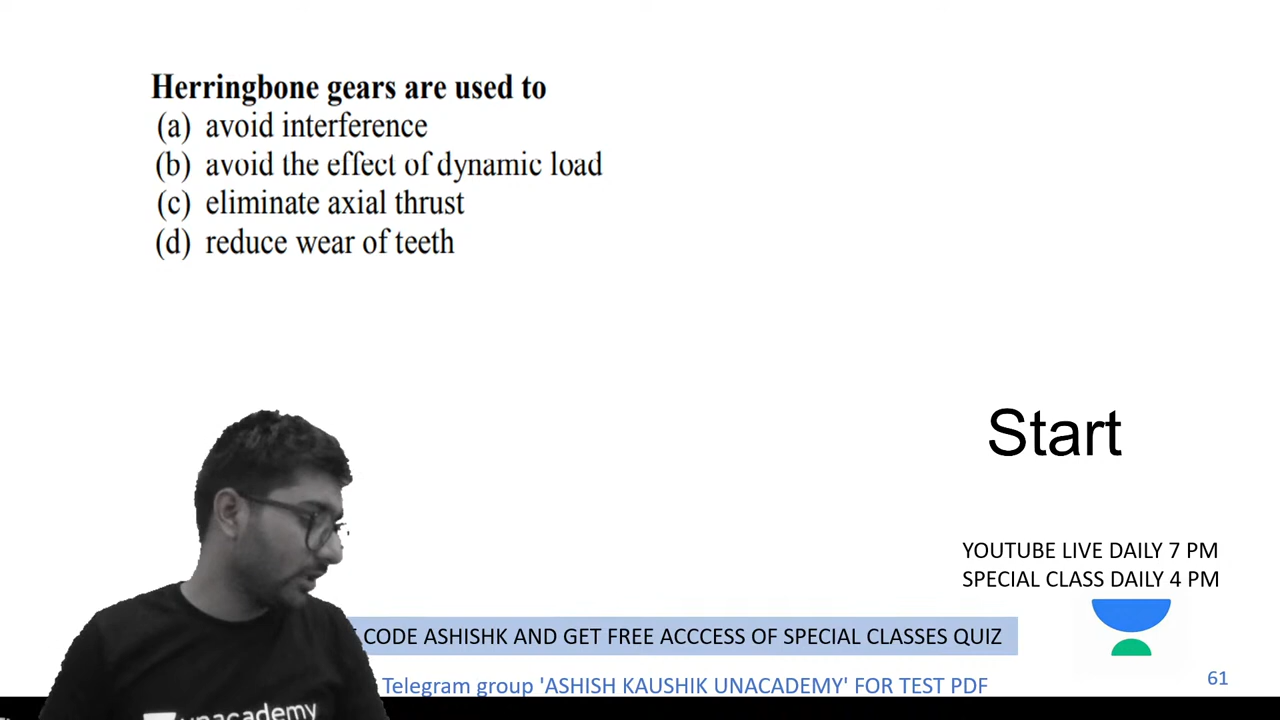 Herringbone gears are used to
(a) avoid interference
(b) avoid the effect of dynamic load
(c) eliminate axial thrust
(d) reduce wear of teeth
Start
YOUTUBE LIVE DAILY 7 PM
SPECIAL CLASS DAILY 4 PM
CODE ASHISHK AND GET FREE ACCCESS OF SPECIAL CLASSES QUIZ
Telegram group 'ASHISH KAUSHIK UNACADEMY' FOR TEST PDF
61
unacademy